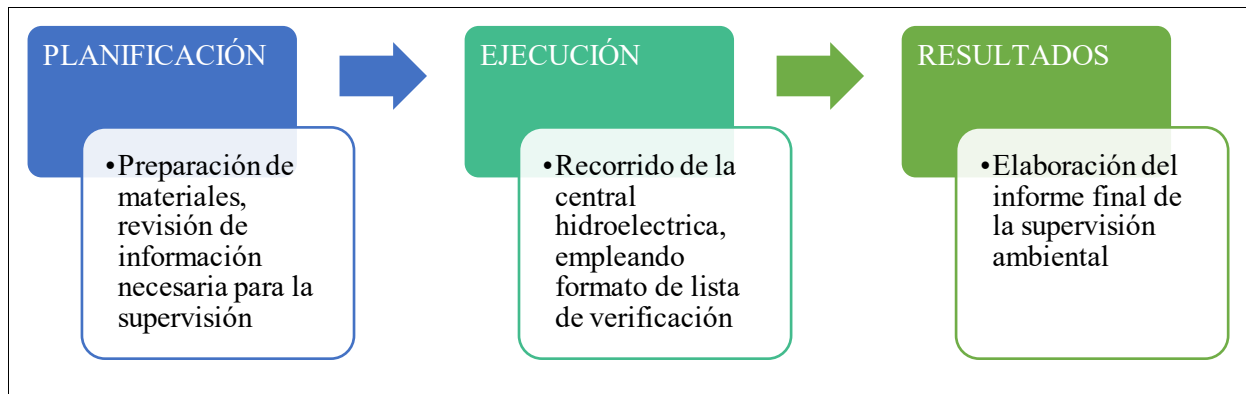 PLANIFICACIÓN
•Preparación de
materiales,
revisión de
información
necesaria para la
supervisión
EJECUCIÓN
•Recorrido de la
central
hidroelectrica,
empleando
formato de lista
de verificación
RESULTADOS
•Elaboración del
informe final de
la supervisión
ambiental